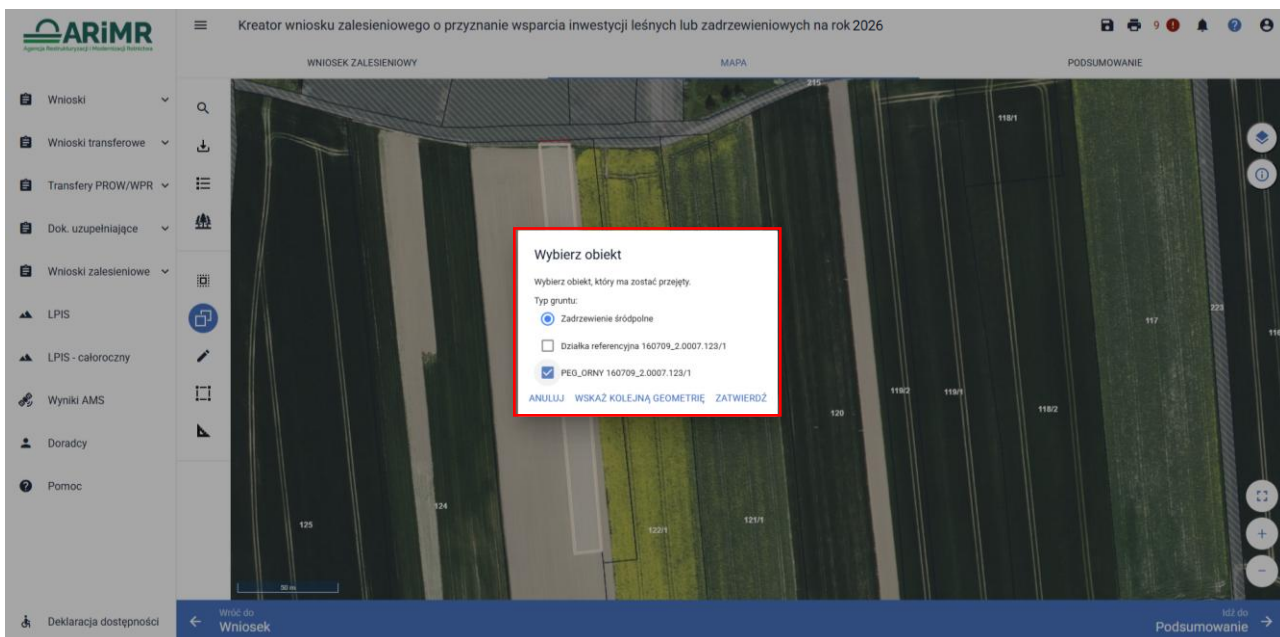 ARiMR
Agencja Restrukturyzacji i Modernizacji Rolnictwa
Kreator wniosku zalesieniowego o przyznanie wsparcia inwestycji leśnych lub zadrzewieniowych na rok 2026
9
WNIOSEK ZALESIENIOWY
MAPA
PODSUMOWANIE
Wnioski
Wnioski transferowe
Transfery PROW/WPR
Dok. uzupełniające
Wnioski zalesieniowe
LPIS
LPIS - całoroczny
Wyniki AMS
Doradcy
Pomoc
Deklaracja dostępności
215
118/1
223
117
116
119/2
119/1
118/2
120
124
125
122/1
121/1
50 m
Wybierz obiekt
Wybierz obiekt, który ma zostać przejęty.
Typ gruntu:
Zadrzewienie śródpolne
Działka referencyjna 160709_2.0007.123/1
PEG_ORNY 160709_2.0007.123/1
ANULUJ WSKAŻ KOLEJNĄ GEOMETRIĘ ZATWIERDŹ
Wróć do
Wniosek
Idź do
Podsumowanie